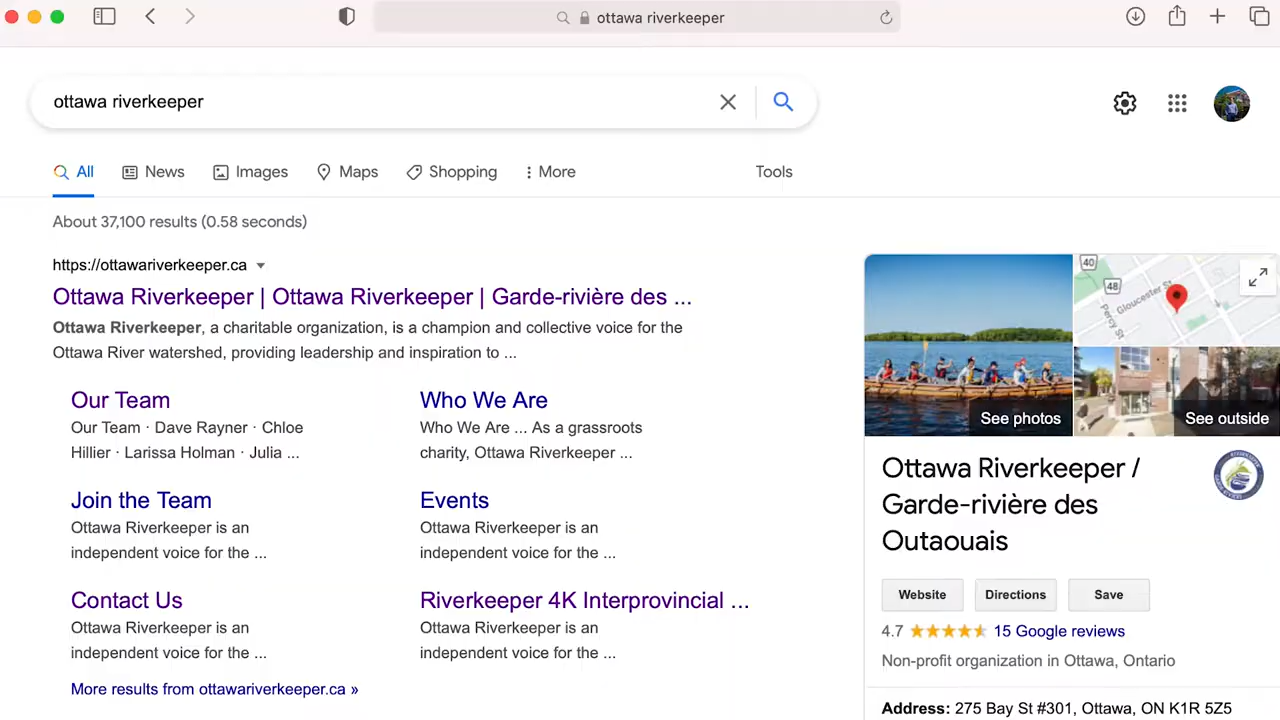 ottawa riverkeeper
ottawa riverkeeper
All News Images Maps Shopping More Tools
About 37,100 results (0.58 seconds)
https://ottawariverkeeper.ca
Ottawa Riverkeeper | Ottawa Riverkeeper | Garde-rivière des ...
Ottawa Riverkeeper, a charitable organization, is a champion and collective voice for the
Ottawa River watershed, providing leadership and inspiration to ...
Our Team
Our Team · Dave Rayner · Chloe
Hillier · Larissa Holman · Julia ...
Who We Are
Who We Are ... As a grassroots
charity, Ottawa Riverkeeper ...
Join the Team
Ottawa Riverkeeper is an
independent voice for the ...
Events
Ottawa Riverkeeper is an
independent voice for the ...
Contact Us
Ottawa Riverkeeper is an
independent voice for the ...
Riverkeeper 4K Interprovincial ...
Ottawa Riverkeeper is an
independent voice for the ...
More results from ottawariverkeeper.ca »
40
48
Gloucester St
Percy St
See photos
See outside
Ottawa Riverkeeper /
Garde-rivière des
Outaouais
Website Directions Save
4.7 15 Google reviews
Non-profit organization in Ottawa, Ontario
Address: 275 Bay St #301, Ottawa, ON K1R 5Z5